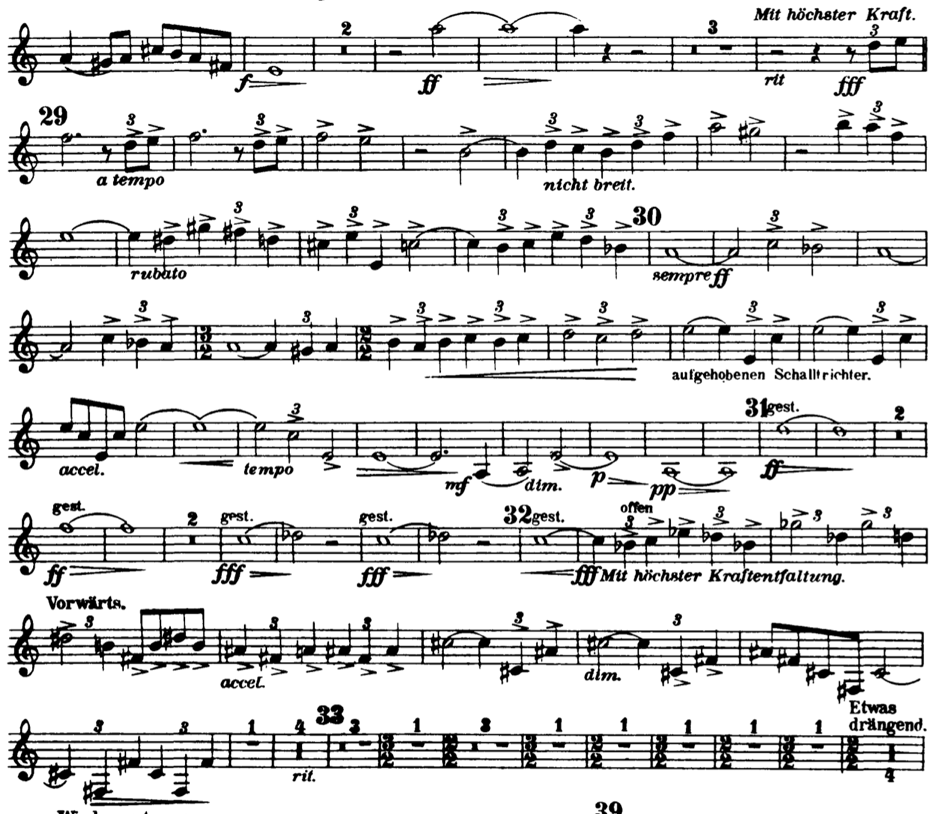 2 3 Mit höchster Kraft.
3
f ff rit fff
29 3 3 3 3 3
a tempo nicht breit.
3 3 3 3 30 3
rubato sempre ff
3 3 2 3 2 2 3 3 3 3 3
aufgehobenen Schalltrichter.
3 31 gest. 2
accel. tempo mf dim. p pp ff
gest. 2 gest. gest. 32 gest. offen 3 3 3 3
ff fff fff fff Mit höchster Kraftentfaltung.
Vorwärts.
3 3 3 3 3
accel. dim.
Etwas
drängend.
3 3 1 4 33 3 1 3 1 1 1 1 1
rit. 4
39